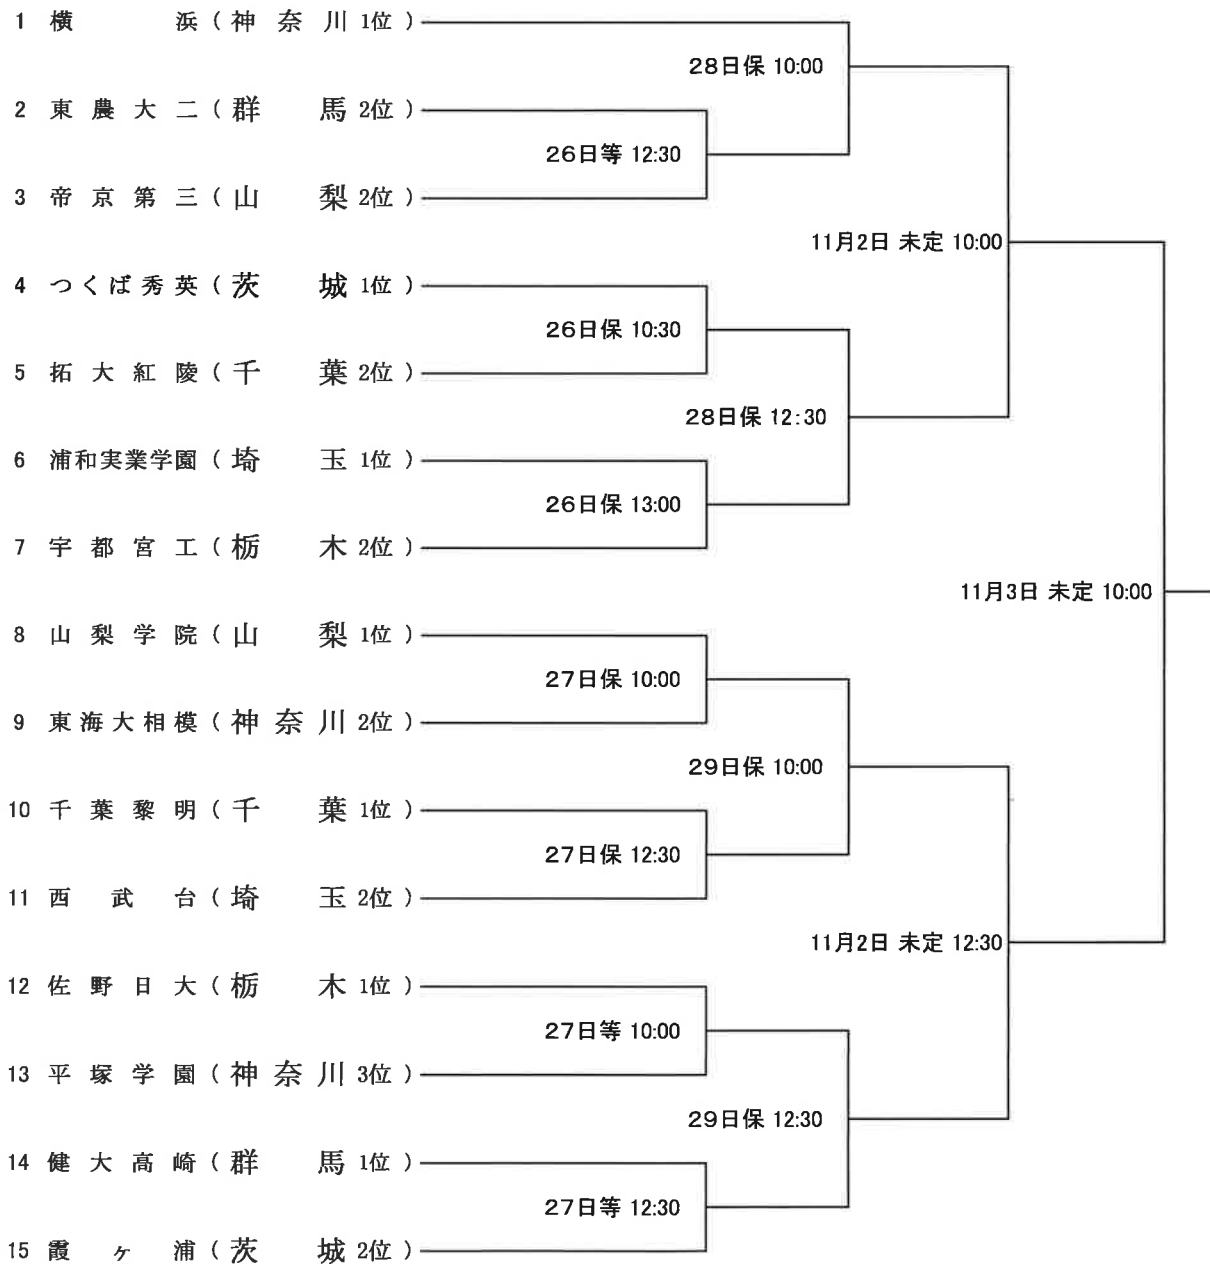 1 横浜(神奈川1位)
28日保 10:00
2 東農大二(群馬2位)
26日等 12:30
3 帝京第三(山梨2位)
11月2日 未定 10:00
4 つくば秀英(茨城1位)
26日保 10:30
5 拓大紅陵(千葉2位)
28日保 12:30
6 浦和実業学園(埼玉1位)
26日保 13:00
7 宇都宮工(栃木2位)
11月3日 未定 10:00
8 山梨学院(山梨1位)
27日保 10:00
9 東海大相模(神奈川2位)
29日保 10:00
10 千葉黎明(千葉1位)
27日保 12:30
11 西武台(埼玉2位)
11月2日 未定 12:30
12 佐野日大(栃木1位)
27日等 10:00
13 平塚学園(神奈川3位)
29日保 12:30
14 健大高崎(群馬1位)
27日等 12:30
15 霞ヶ浦(茨城2位)